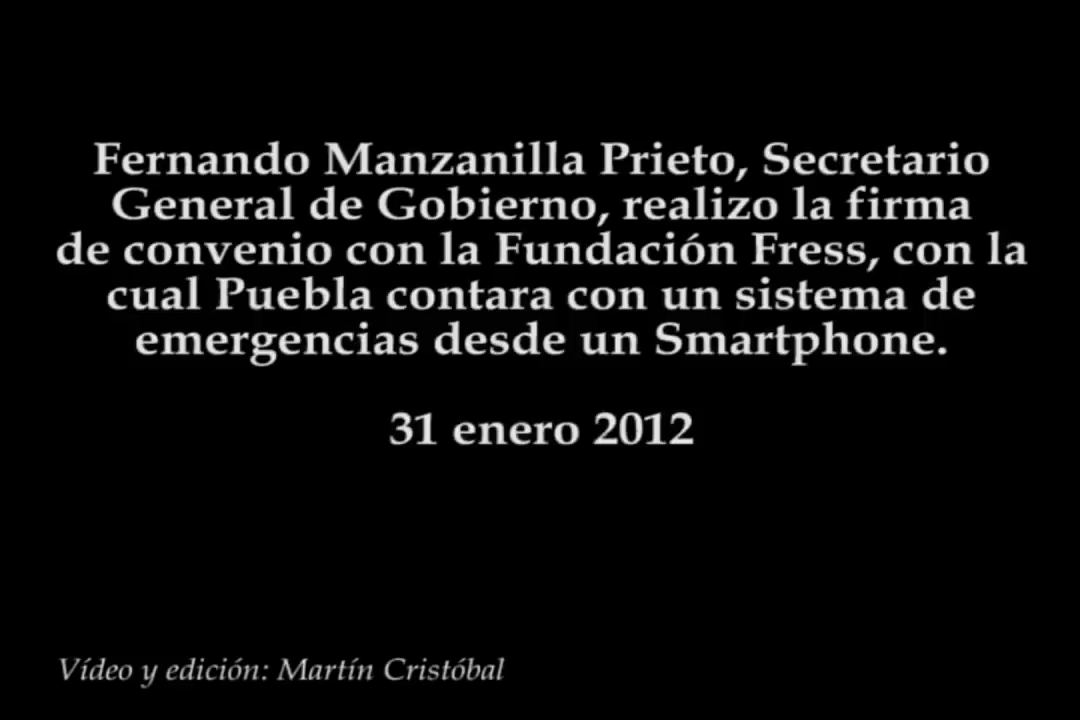 Fernando Manzanilla Prieto, Secretario
General de Gobierno, realizo la firma
de convenio con la Fundación Fress, con la
cual Puebla contara con un sistema de
emergencias desde un Smartphone.
31 enero 2012
Vídeo y edición: Martín Cristóbal